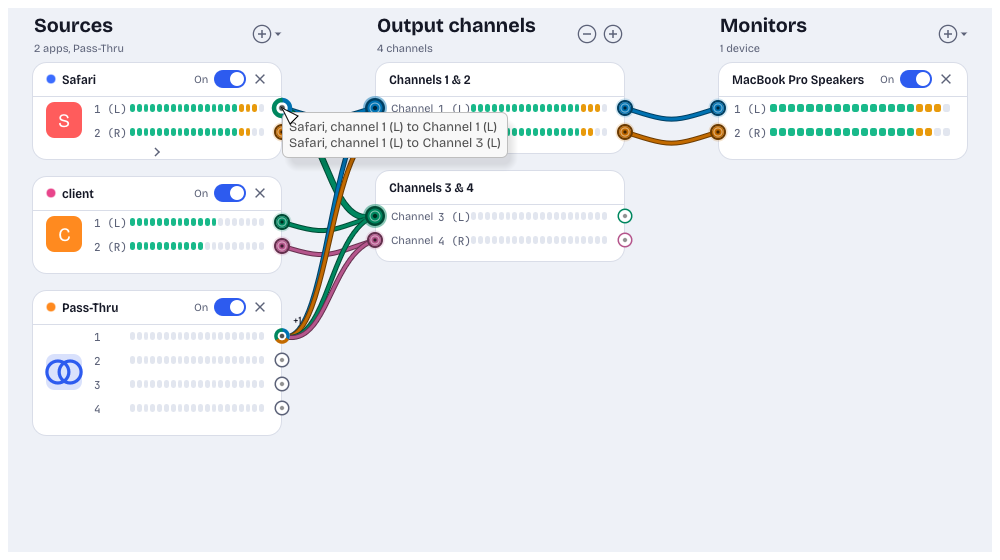 Sources
2 apps, Pass-Thru
Safari
On
S
1 (L)
2 (R)
client
On
C
1 (L)
2 (R)
Pass-Thru
On
1
2
3
4
+1
Output channels
4 channels
Channels 1 & 2
Channel 1 (L)
Safari, channel 1 (L) to Channel 1 (L)
Safari, channel 1 (L) to Channel 3 (L)
Channels 3 & 4
Channel 3 (L)
Channel 4 (R)
Monitors
1 device
MacBook Pro Speakers
On
1 (L)
2 (R)